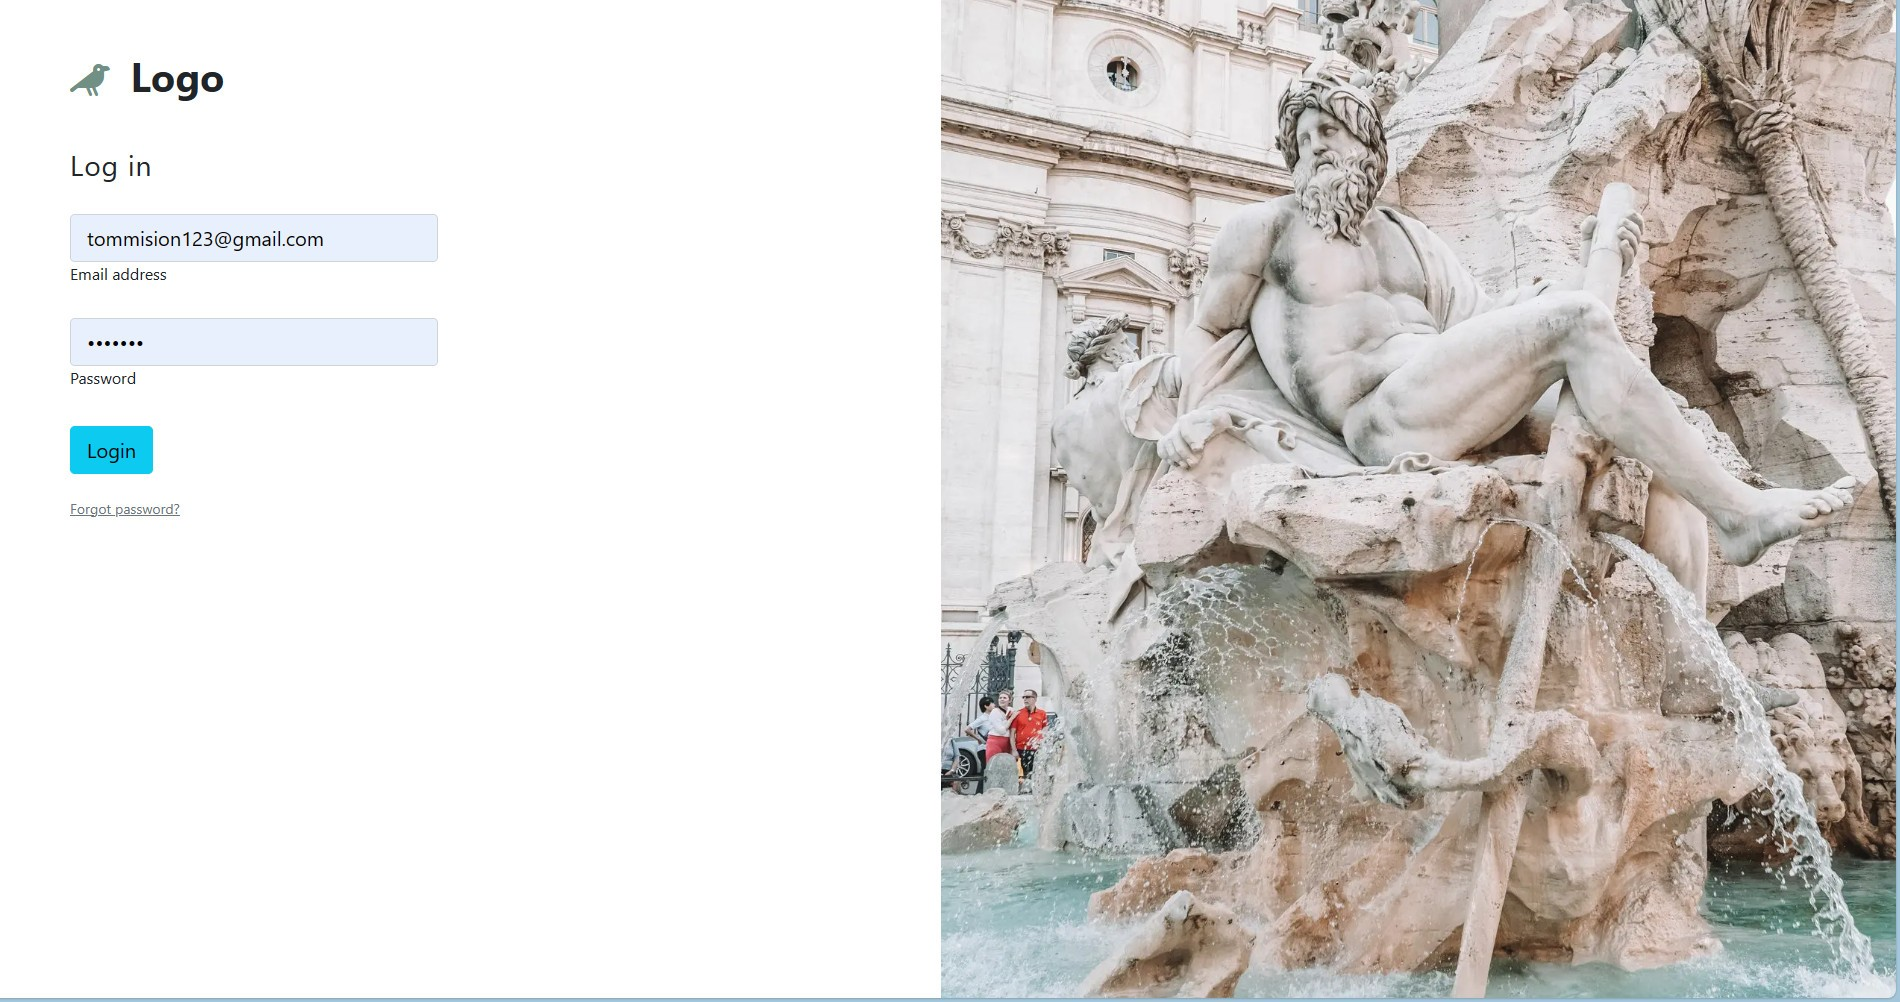 Logo
Log in
tommision123@gmail.com
Email address
•••••••
Password
Login
Forgot password?